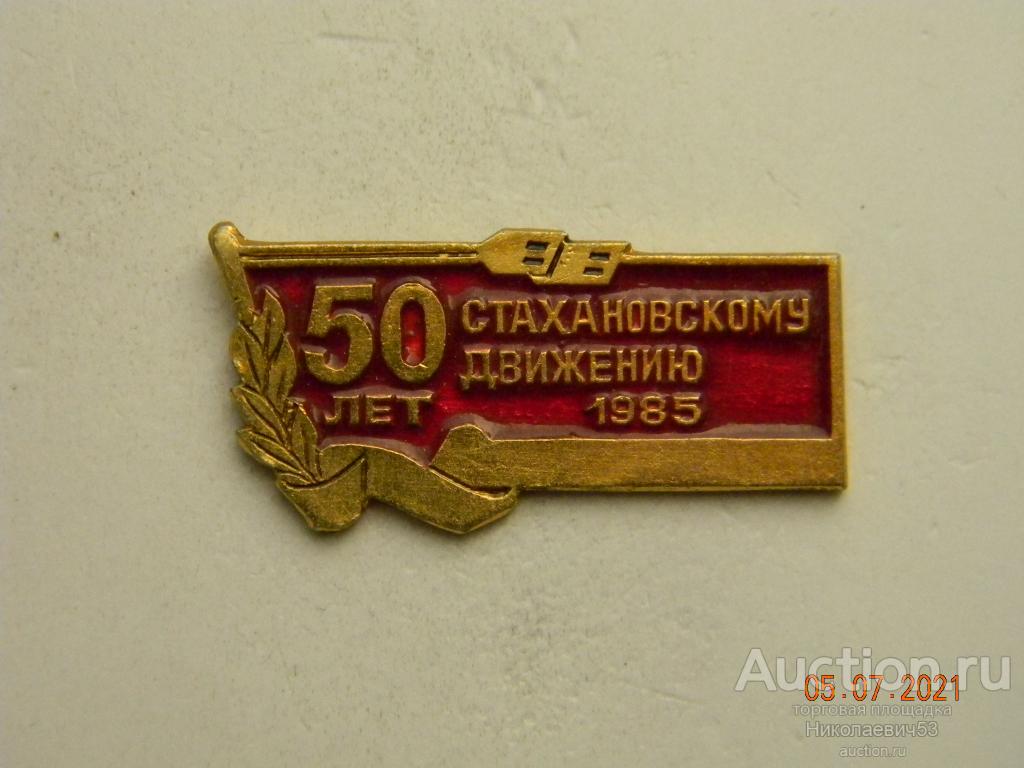 50 СТАХАНОВСКОМУ
ЛЕТ ДВИЖЕНИЮ
1985
Auction.ru
05.07.2021
торговая площадка
Николаевич53
auction.ru